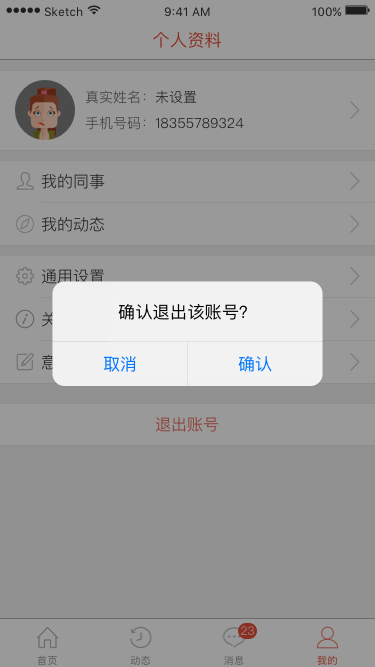 Sketch 9:41 AM 100%
个人资料
真实姓名：未设置
手机号码：18355789324
我的同事
我的动态
通用设置
关
意
确认退出该账号?
取消 确认
退出账号
23
首页 动态 消息 我的